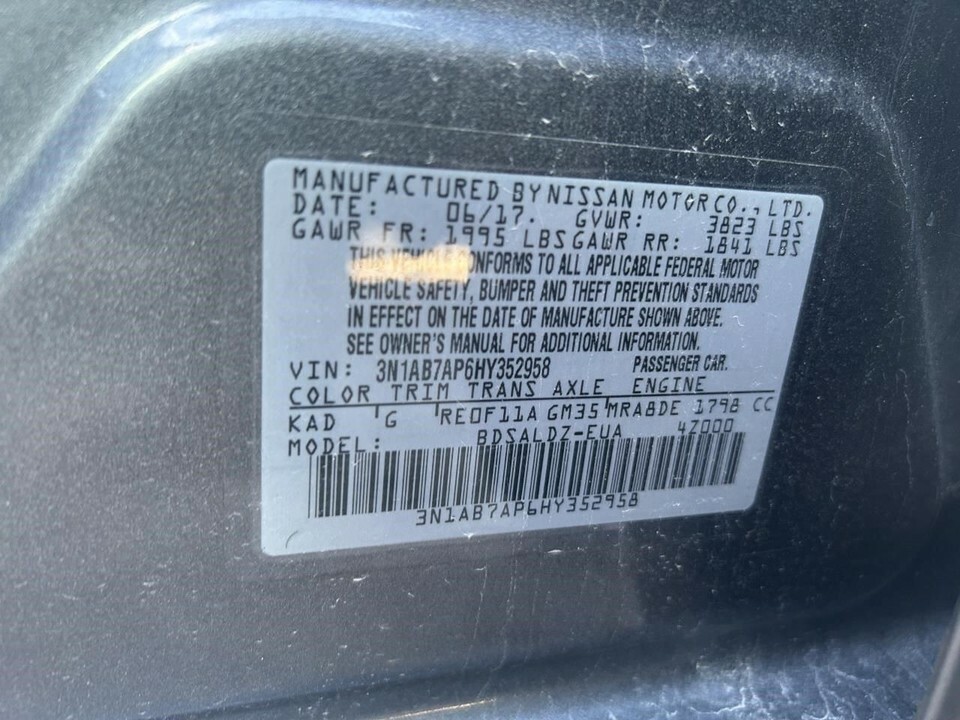 MANUFACTURED BY NISSAN MOTOR CO., LTD.
DATE: 06/17. GVWR: 3823 LBS
GAWR FR: 1995 LBS GAWR RR: 1841 LBS
THIS VEHICLE CONFORMS TO ALL APPLICABLE FEDERAL MOTOR
VEHICLE SAFETY, BUMPER AND THEFT PREVENTION STANDARDS
IN EFFECT ON THE DATE OF MANUFACTURE SHOWN ABOVE.
SEE OWNER'S MANUAL FOR ADDITIONAL INFORMATION.
VIN: 3N1AB7AP6HY352958 PASSENGER CAR.
COLOR TRIM TRANS AXLE ENGINE
KAD G RE0F11A GM35 MRA8DE 1798 CC
MODEL: BDSALDZ-EUA 4Z000
3N1AB7AP6HY352958